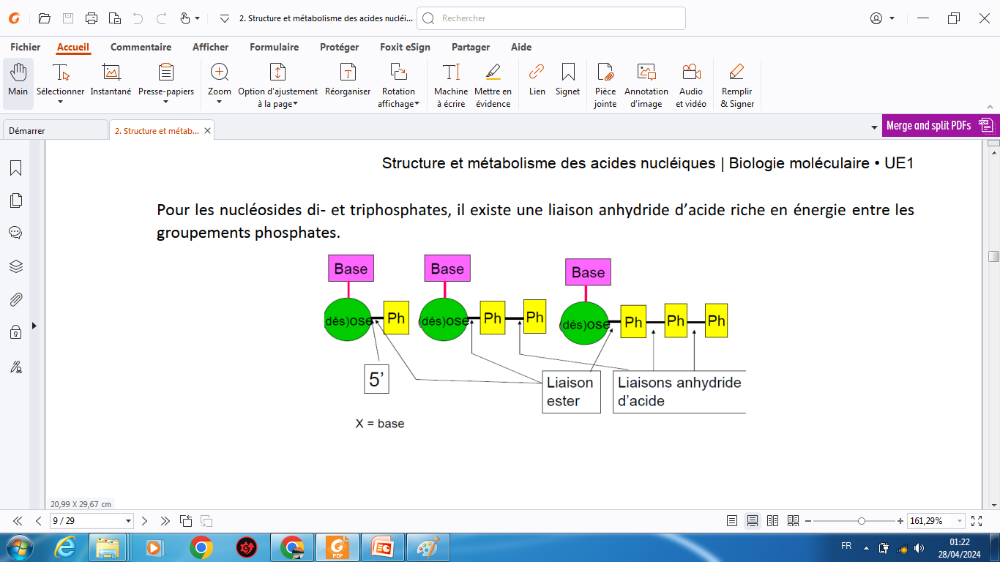 2. Structure et métabolisme des acides nucléi...
Rechercher
Fichier
Accueil
Commentaire
Afficher
Formulaire
Protéger
Foxit eSign
Partager
Aide
Main
Sélectionner
Instantané
Presse-papiers
Zoom
Option d'ajustement
à la page
Réorganiser
Rotation
affichage
Machine
à écrire
Mettre en
évidence
Lien
Signet
Pièce
jointe
Annotation
d'image
Audio
et vidéo
Remplir
& Signer
Démarrer
2. Structure et métab...
Merge and split PDFs
Structure et métabolisme des acides nucléiques | Biologie moléculaire • UE1
Pour les nucléosides di- et triphosphates, il existe une liaison anhydride d'acide riche en énergie entre les
groupements phosphates.
Base
Base
Base
dés)ose
Ph
(dés)ose
Ph
Ph
(dés)ose
Ph
Ph
Ph
5'
Liaison
ester
Liaisons anhydride
d'acide
X = base
20,99 X 29,67 cm
9 / 29
161,29%
PDF
FR
01:22
28/04/2024